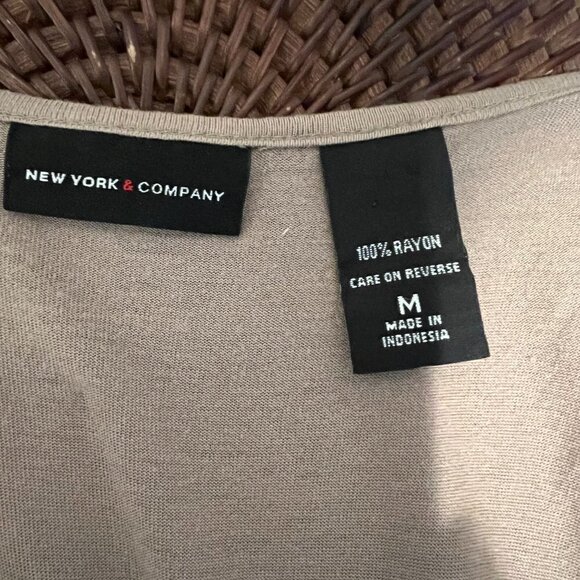 NEW YORK & COMPANY
100% RAYON
CARE ON REVERSE
M
MADE IN
INDONESIA